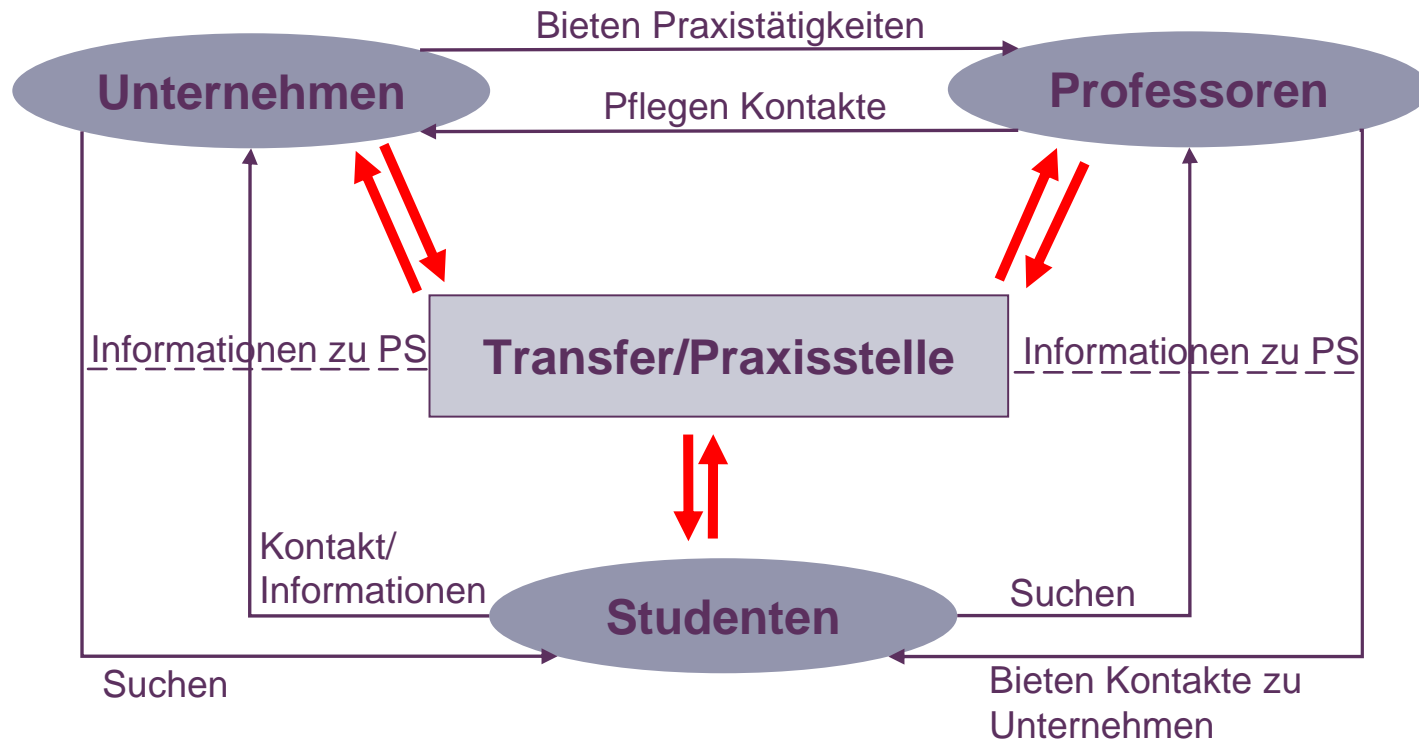 Bieten Praxistätigkeiten
Unternehmen
Professoren
Pflegen Kontakte
Informationen zu PS
Transfer/Praxisstelle
Informationen zu PS
Kontakt/
Informationen
Studenten
Suchen
Suchen
Bieten Kontakte zu
Unternehmen